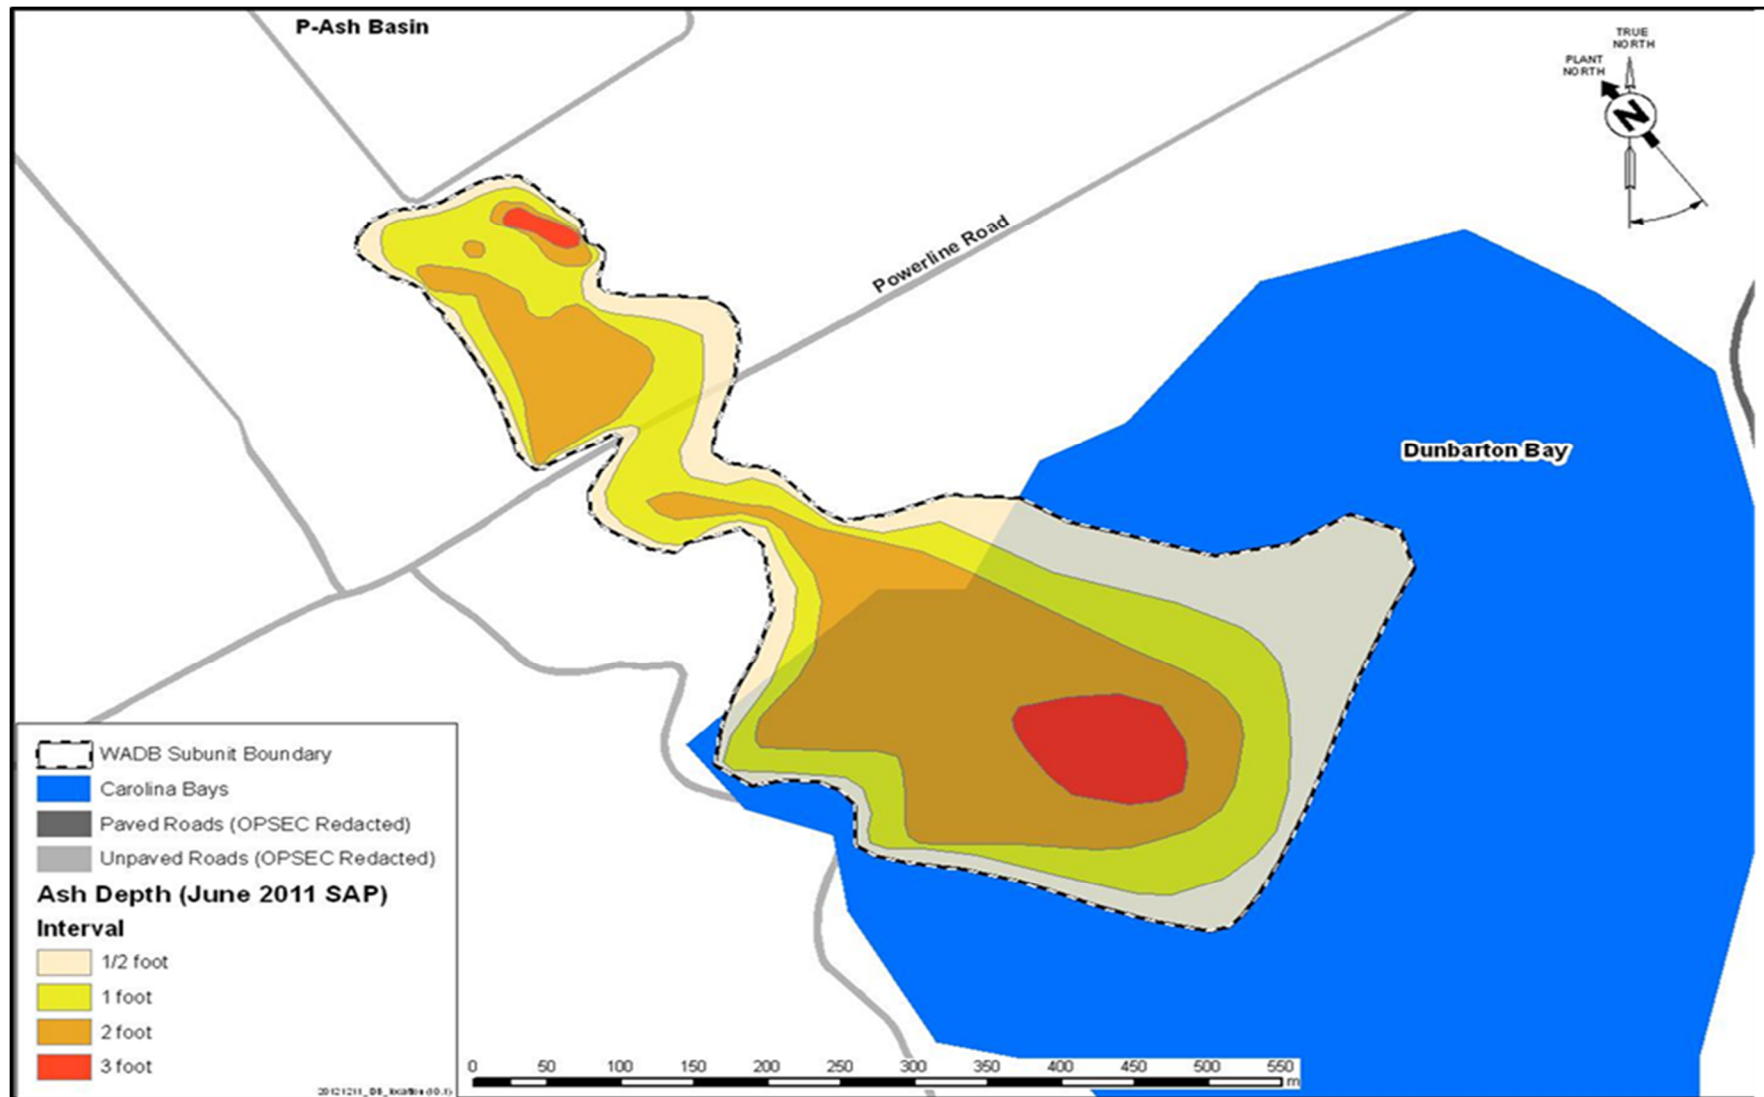 P-Ash Basin
TRUE
NORTH
PLANT
NORTH
N
Powerline Road
Dunbarton Bay
WADB Subunit Boundary
Carolina Bays
Paved Roads (OPSEC Redacted)
Unpaved Roads (OPSEC Redacted)
Ash Depth (June 2011 SAP)
Interval
1/2 foot
1 foot
2 foot
3 foot
0 50 100 150 200 250 300 350 400 450 500 550
m